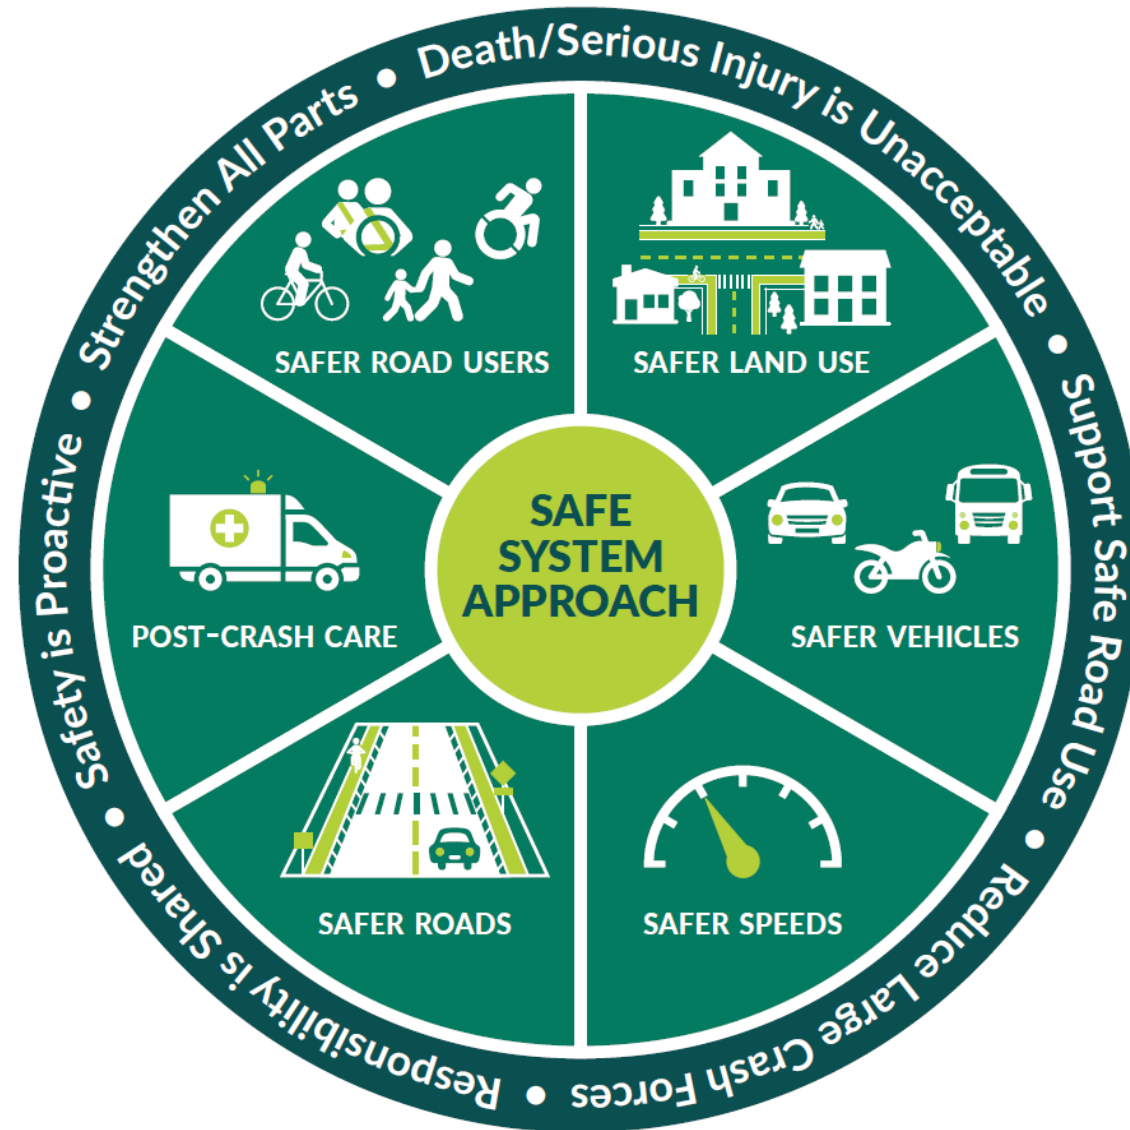 Death/Serious Injury is Unacceptable
Support Safe Road Use
Reduce Large Crash Forces
Responsibility is Shared
Safety is Proactive
Strengthen All Parts
SAFER ROAD USERS
SAFER LAND USE
SAFE
SYSTEM
APPROACH
POST-CRASH CARE
SAFER VEHICLES
SAFER ROADS
SAFER SPEEDS